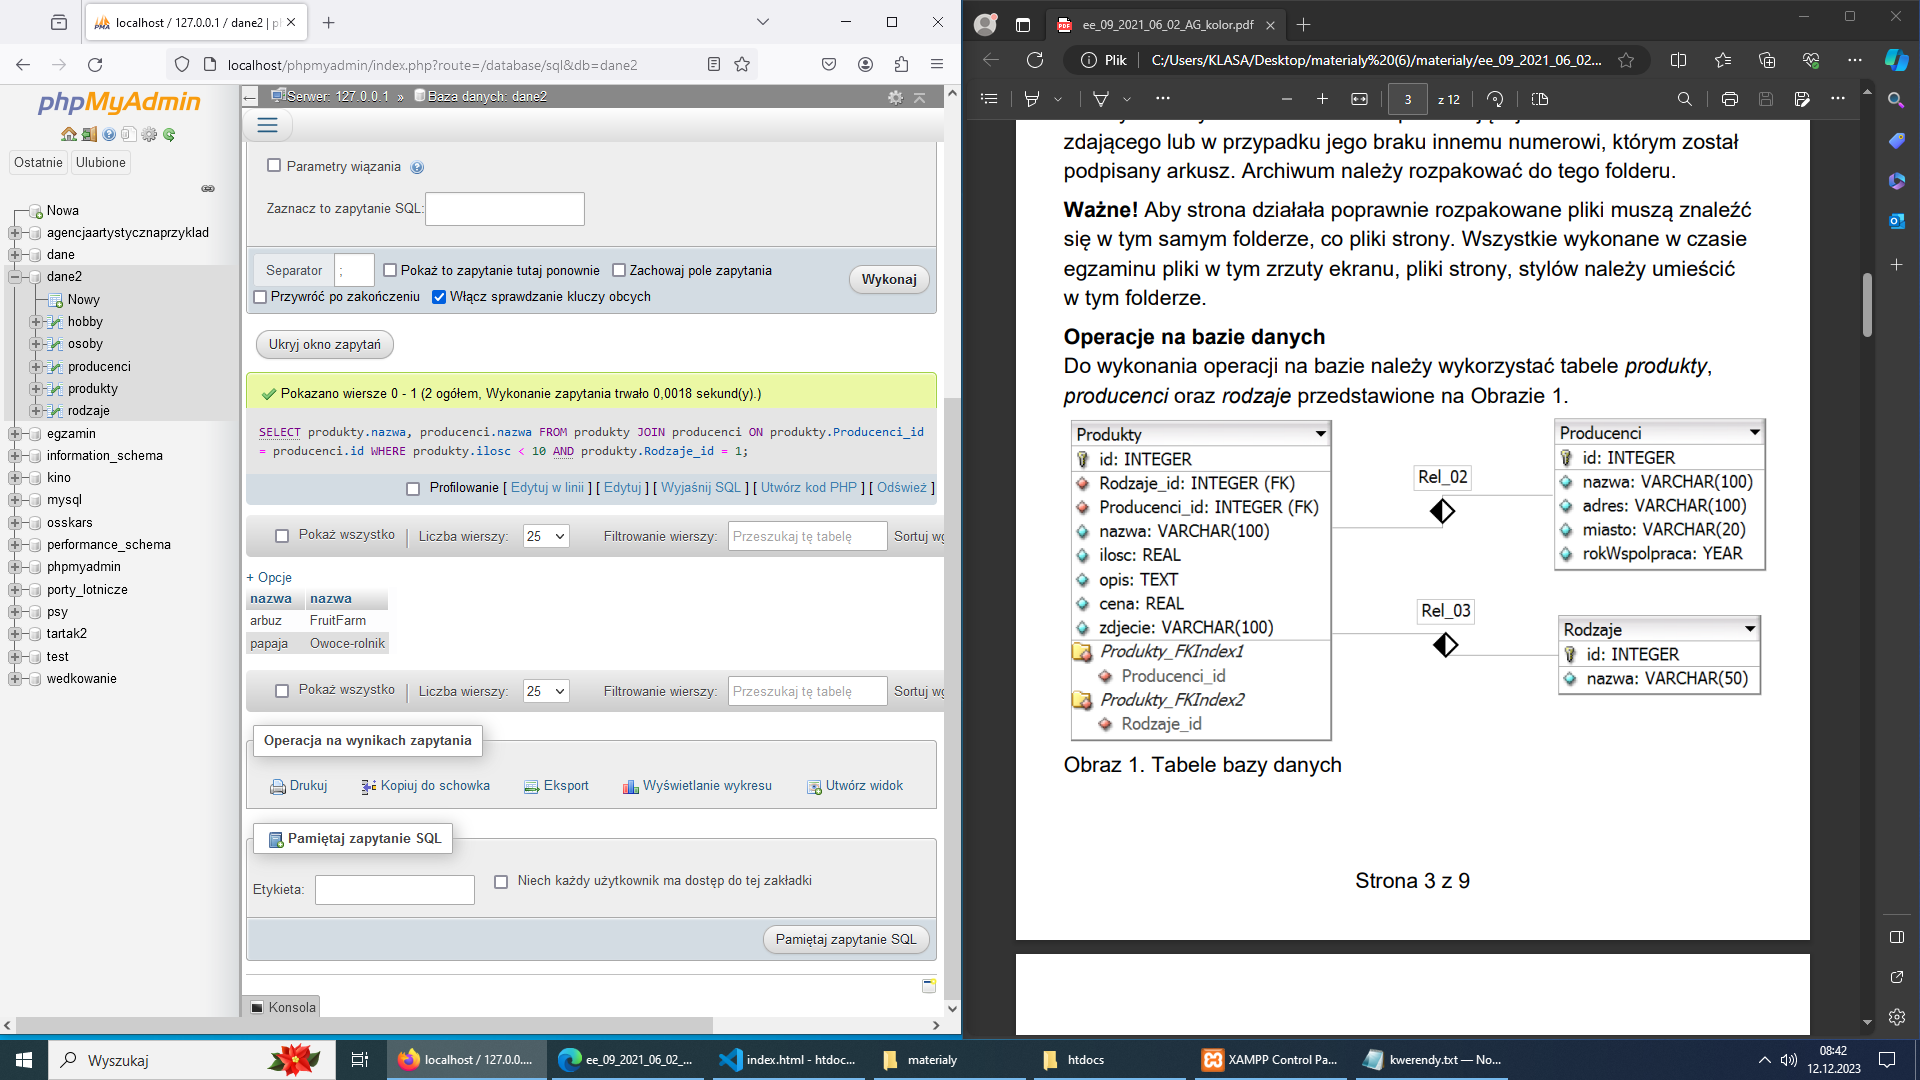 localhost / 127.0.0.1 / dane2 | p
localhost/phpmyadmin/index.php?route=/database/sql&db=dane2
phpMyAdmin
Ostatnie
Ulubione
Nowa
agencjaartystycznaprzyklad
dane
dane2
Nowy
hobby
osoby
producenci
produkty
rodzaje
egzamin
information_schema
kino
mysql
osskars
performance_schema
phpmyadmin
porty_lotnicze
psy
tartak2
test
wedkowanie
Serwer: 127.0.0.1 » Baza danych: dane2
Parametry wiązania
Zaznacz to zapytanie SQL:
Separator ; Pokaż to zapytanie tutaj ponownie Zachowaj pole zapytania
Przywróć po zakończeniu Włącz sprawdzanie kluczy obcych
Wykonaj
Ukryj okno zapytań
Pokazano wiersze 0 - 1 (2 ogółem, Wykonanie zapytania trwało 0,0018 sekund(y).)
SELECT produkty.nazwa, producenci.nazwa FROM produkty JOIN producenci ON produkty.Producenci_id
= producenci.id WHERE produkty.ilosc < 10 AND produkty.Rodzaje_id = 1;
Profilowanie [ Edytuj w linii ] [ Edytuj ] [ Wyjaśnij SQL ] [ Utwórz kod PHP ] [ Odśwież ]
Pokaż wszystko | Liczba wierszy: 25 Filtrowanie wierszy: Przeszukaj tę tabelę Sortuj wg
+ Opcje
nazwa nazwa
arbuz FruitFarm
papaja Owoce-rolnik
Pokaż wszystko | Liczba wierszy: 25 Filtrowanie wierszy: Przeszukaj tę tabelę Sortuj wg
Operacja na wynikach zapytania
Drukuj Kopiuj do schowka Eksport Wyświetlanie wykresu Utwórz widok
Pamiętaj zapytanie SQL
Etykieta: Niech każdy użytkownik ma dostęp do tej zakładki
Pamiętaj zapytanie SQL
Konsola
ee_09_2021_06_02_AG_kolor.pdf
Plik C:/Users/KLASA/Desktop/materialy%20(6)/materialy/ee_09_2021_06_02...
3 z 12
zdającego lub w przypadku jego braku innemu numerowi, którym został
podpisany arkusz. Archiwum należy rozpakować do tego folderu.
Ważne! Aby strona działała poprawnie rozpakowane pliki muszą znaleźć
się w tym samym folderze, co pliki strony. Wszystkie wykonane w czasie
egzaminu pliki w tym zrzuty ekranu, pliki strony, stylów należy umieścić
w tym folderze.
Operacje na bazie danych
Do wykonania operacji na bazie należy wykorzystać tabele produkty,
producenci oraz rodzaje przedstawione na Obrazie 1.
Produkty
id: INTEGER
Rodzaje_id: INTEGER (FK)
Producenci_id: INTEGER (FK)
nazwa: VARCHAR(100)
ilosc: REAL
opis: TEXT
cena: REAL
zdjecie: VARCHAR(100)
Produkty_FKIndex1
Producenci_id
Produkty_FKIndex2
Rodzaje_id
Rel_02
Rel_03
Producenci
id: INTEGER
nazwa: VARCHAR(100)
adres: VARCHAR(100)
miasto: VARCHAR(20)
rokWspolpraca: YEAR
Rodzaje
id: INTEGER
nazwa: VARCHAR(50)
Obraz 1. Tabele bazy danych
Strona 3 z 9
Wyszukaj
localhost / 127.0.0....
ee_09_2021_06_02_...
index.html - htdoc...
materialy
htdocs
XAMPP Control Pa...
kwerendy.txt — No...
08:42
12.12.2023